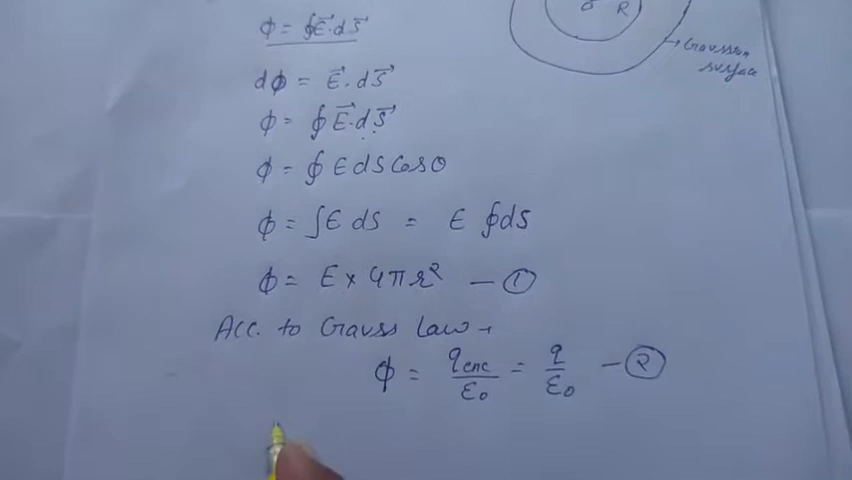 ϕ = ∮E⃗·dS⃗
R
Gaussian
surface
dϕ = E⃗·dS⃗
ϕ = ∮E⃗·dS⃗
ϕ = ∮E dS Cosθ
ϕ = ∫E dS = E ∮dS
ϕ = E × 4πr² — ①
Acc. to Gauss Law →
ϕ = q_enc/ε₀ = q/ε₀ — ②